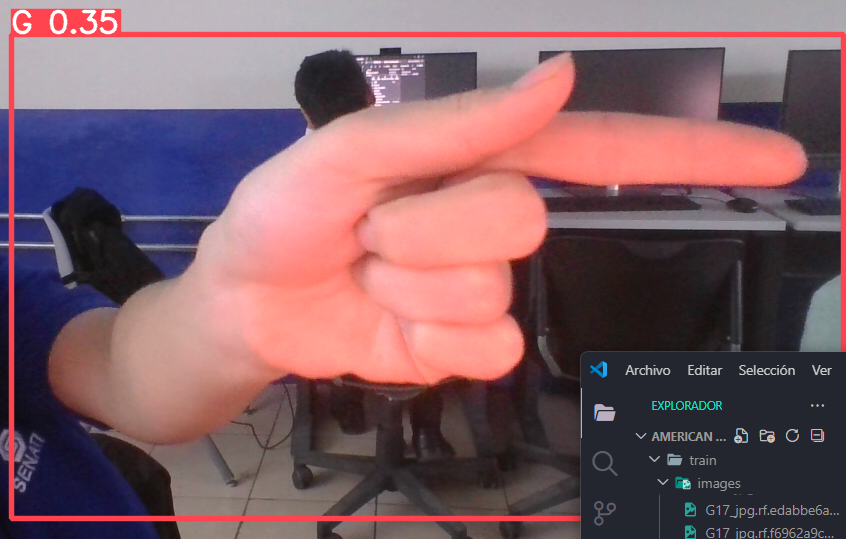 G 0.35
Archivo Editar Selección Ver
EXPLORADOR
AMERICAN ...
train
images
G17_jpg.rf.edabbe6a...
G17_jpg.rf.f6962a9c...
SENATI